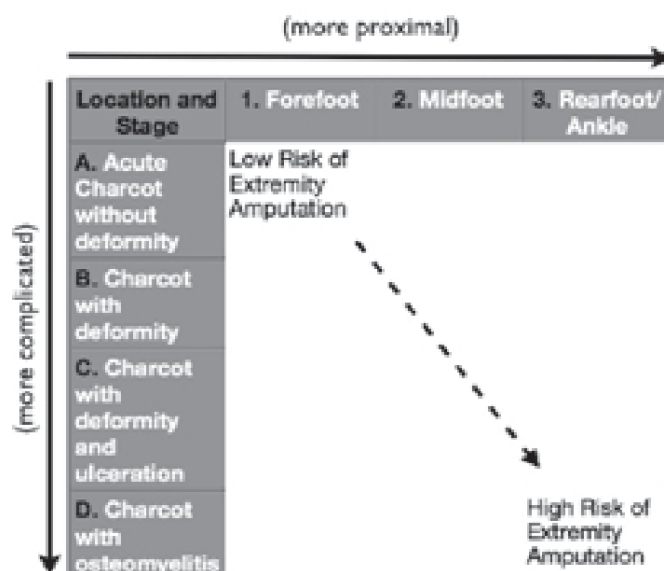 (more proximal)
(more complicated)
Location and
Stage
1. Forefoot
2. Midfoot
3. Rearfoot/
Ankle
A. Acute
Charcot
without
deformity
Low Risk of
Extremity
Amputation
B. Charcot
with
deformity
C. Charcot
with
deformity
and
ulceration
D. Charcot
with
osteomyelitis
High Risk of
Extremity
Amputation